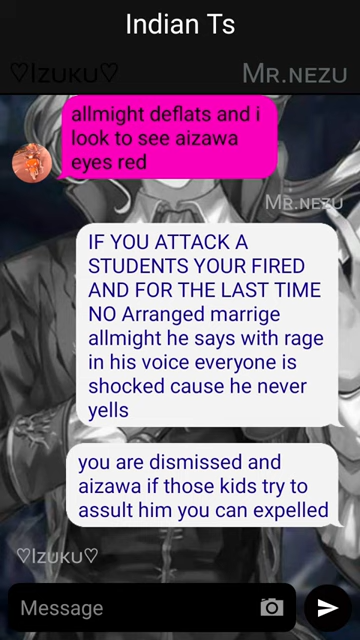 Indian Ts
♡Izuku♡ Mr.nezu
allmight deflats and i
look to see aizawa
eyes red
Mr.nezu
IF YOU ATTACK A
STUDENTS YOUR FIRED
AND FOR THE LAST TIME
NO Arranged marrige
allmight he says with rage
in his voice everyone is
shocked cause he never
yells
you are dismissed and
aizawa if those kids try to
assult him you can expelled
♡Izuku♡
Message